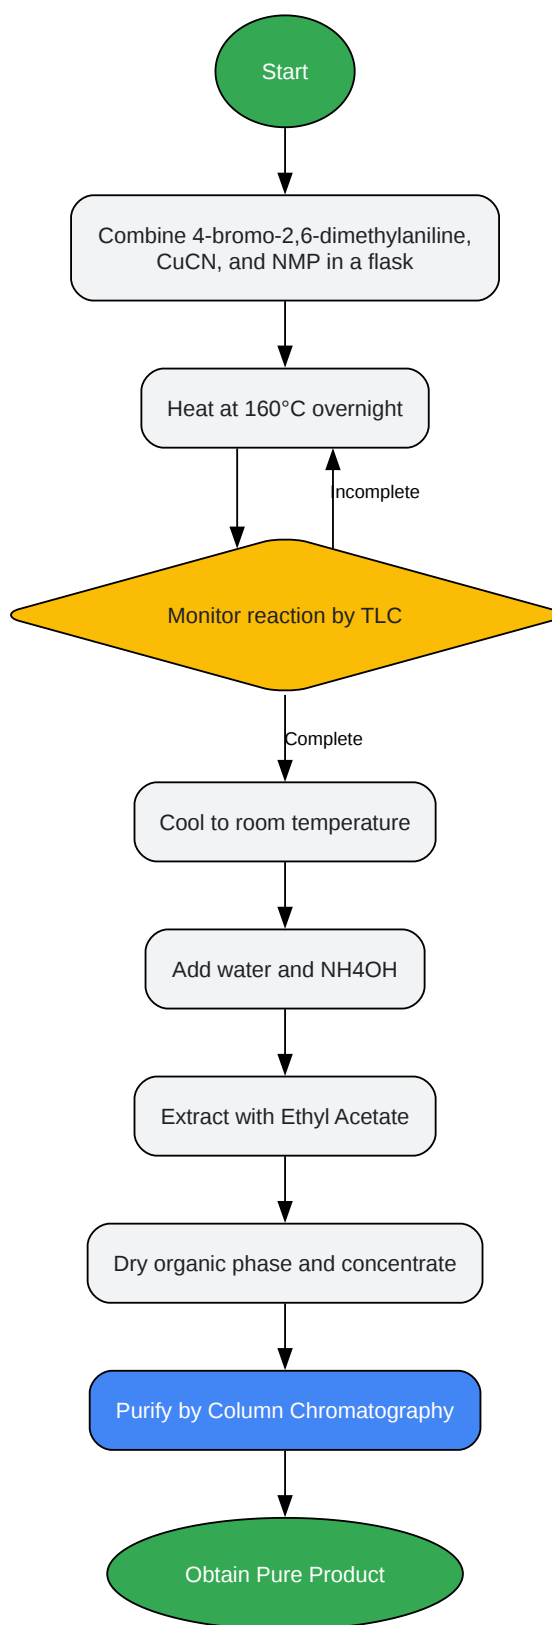 Start
Combine 4-bromo-2,6-dimethylaniline,
CuCN, and NMP in a flask
Heat at 160°C overnight
Incomplete
Monitor reaction by TLC
Complete
Cool to room temperature
Add water and NH4OH
Extract with Ethyl Acetate
Dry organic phase and concentrate
Purify by Column Chromatography
Obtain Pure Product